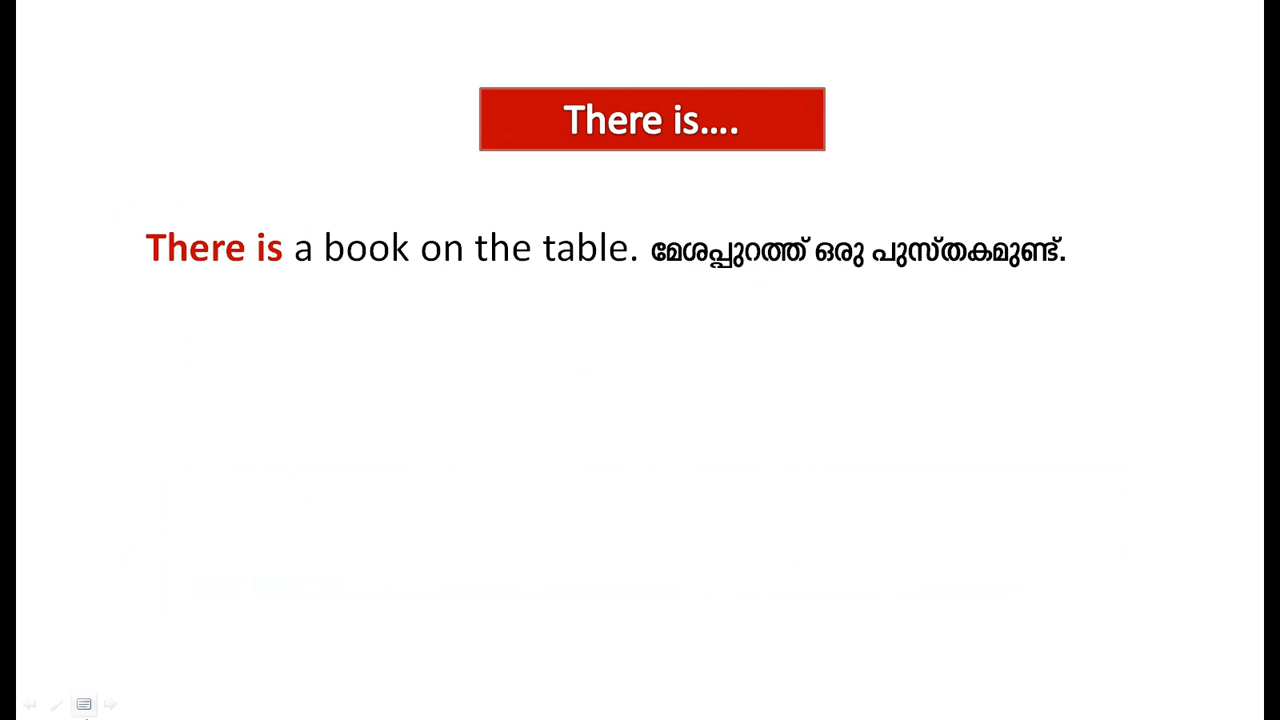 There is....
There is a book on the table. മേശപ്പുറത്ത് ഒരു പുസ്തകമുണ്ട്.